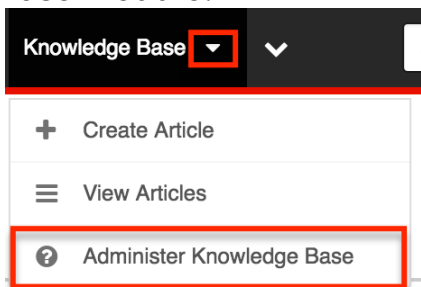 Knowledge Base
Create Article
View Articles
Administer Knowledge Base